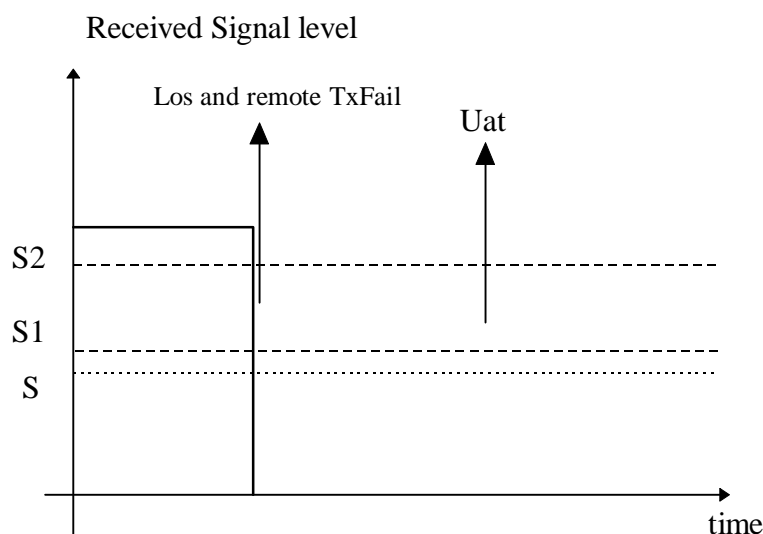 Received Signal level
Los and remote TxFail
Uat
S2
S1
S
time